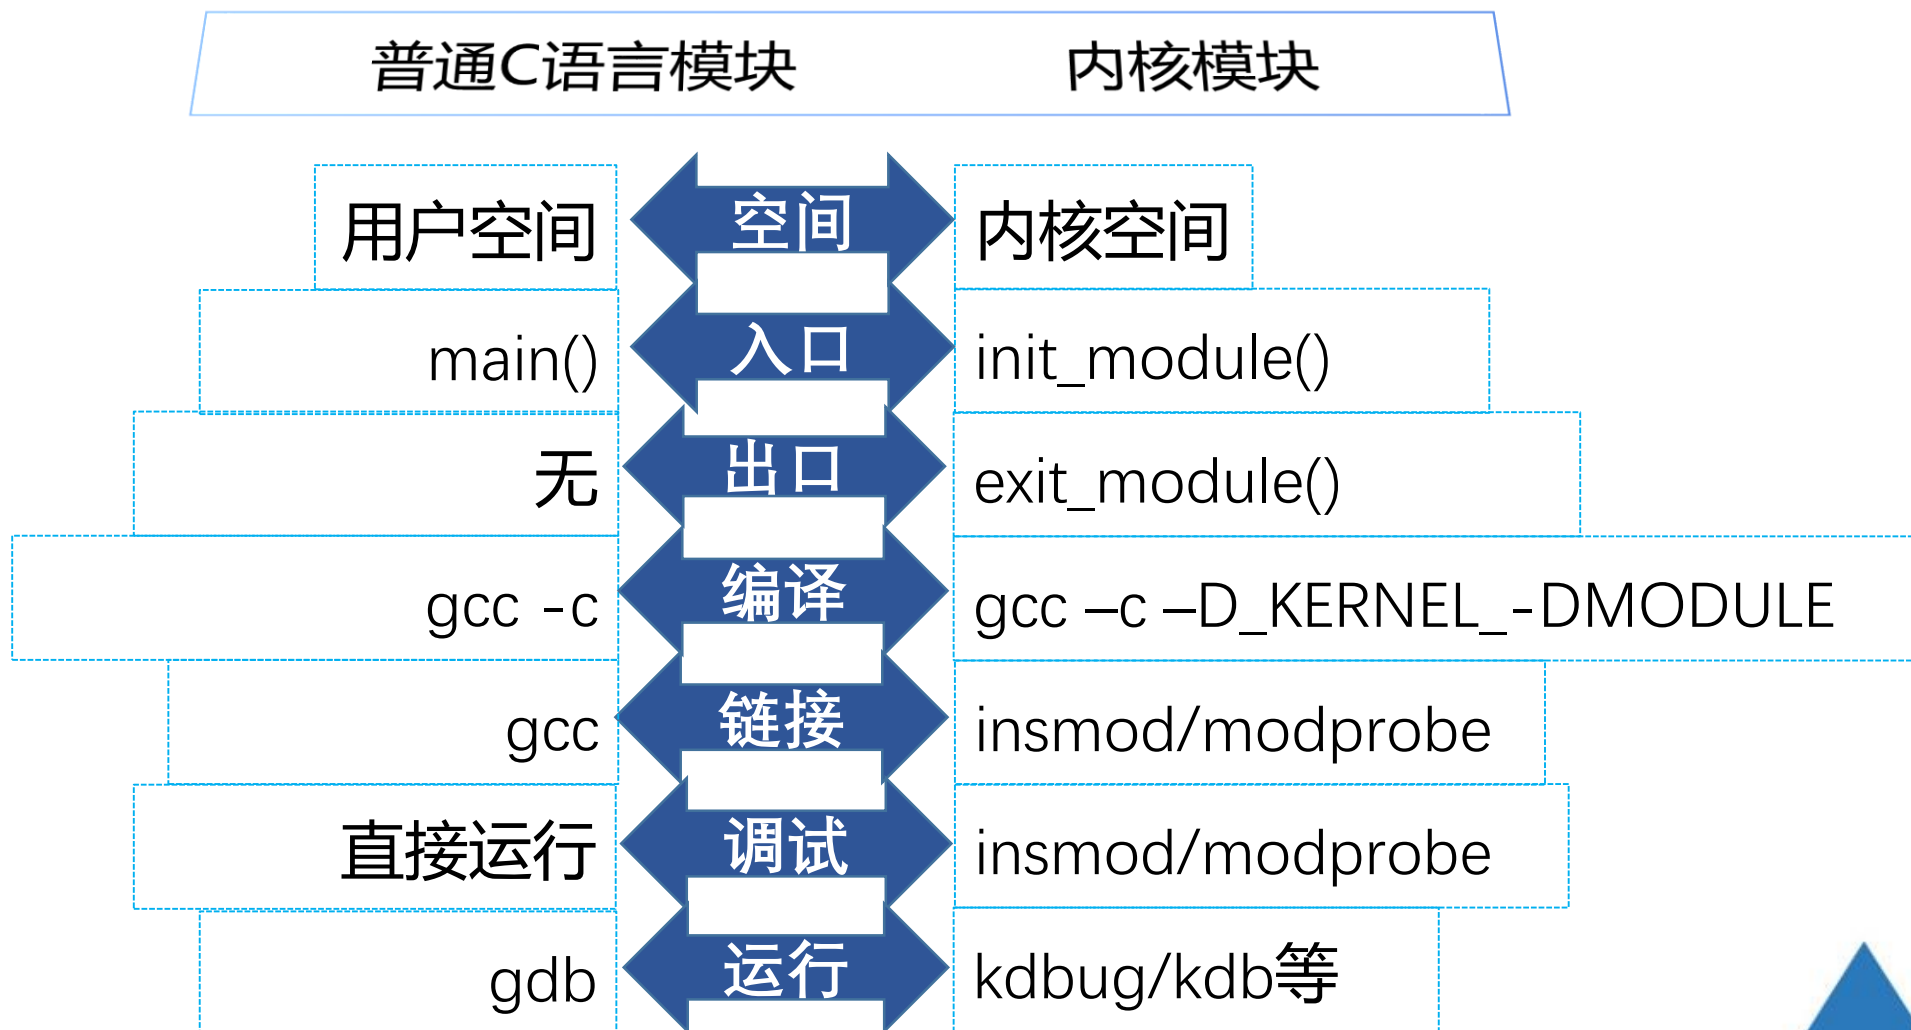 普通C语言模块 内核模块
用户空间 空间 内核空间
main() 入口 init_module()
无 出口 exit_module()
gcc -c 编译 gcc –c –D_KERNEL_-DMODULE
gcc 链接 insmod/modprobe
直接运行 调试 insmod/modprobe
gdb 运行 kdbug/kdb等